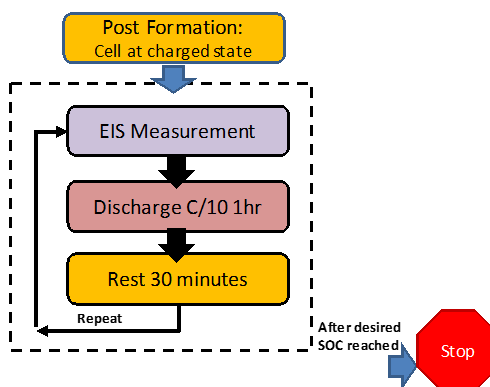 Post Formation:
Cell at charged state
EIS Measurement
Discharge C/10 1hr
Rest 30 minutes
Repeat
After desired
SOC reached
Stop